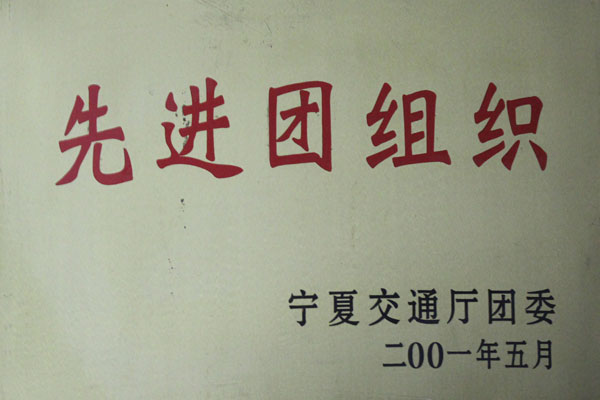 先进团组织
宁夏交通厅团委
二00一年五月